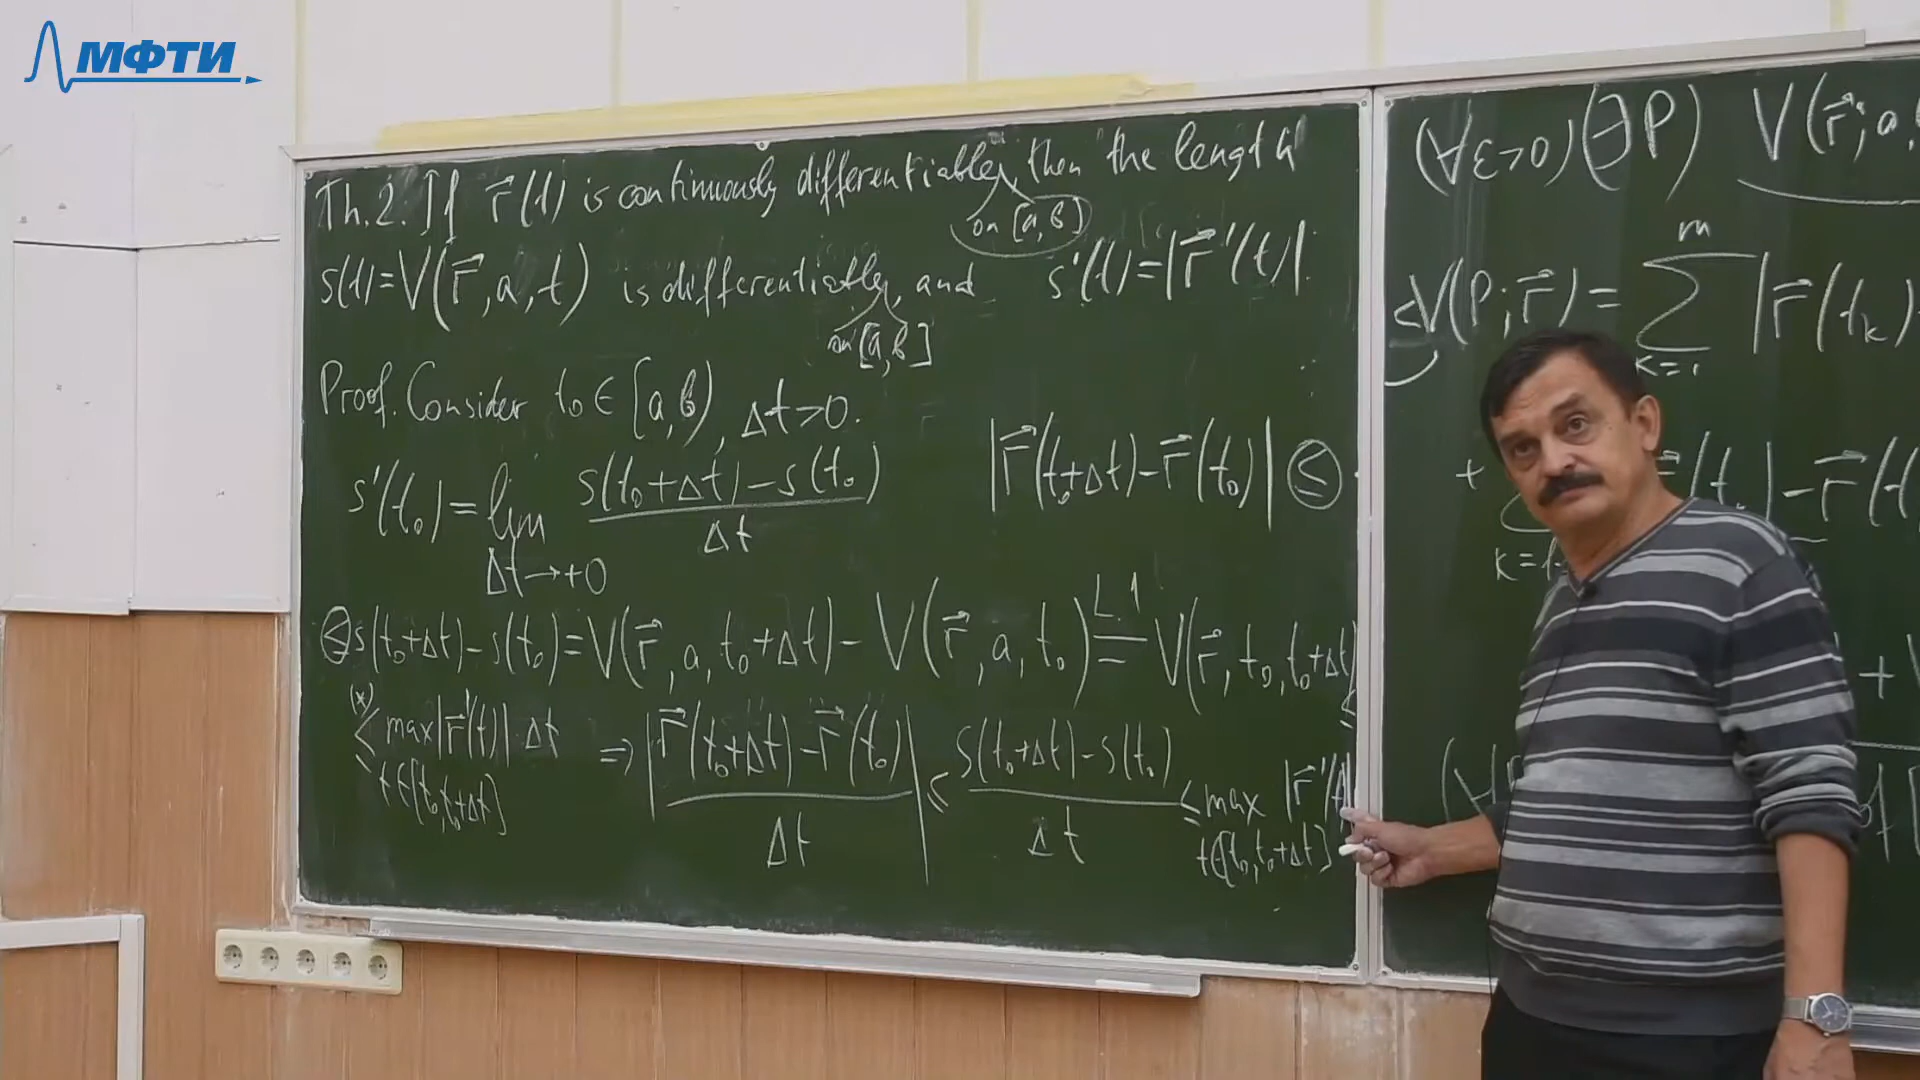 МФТИ
Th. 2. If r⃗(t) is continuously differentiable, then the length
on [a,b]
s(t)=V(r⃗,a,t) is differentiable, and s'(t)=|r⃗'(t)|.
on [a,b]
Proof. Consider t₀∈[a,b), Δt>0.
s'(t₀)=lim Δt→+0 (s(t₀+Δt)-s(t₀))/Δt
|r⃗(t₀+Δt)-r⃗(t₀)| ≤
≤ s(t₀+Δt)-s(t₀)=V(r⃗,a,t₀+Δt)-V(r⃗,a,t₀) L.1 = V(r⃗,t₀,t₀+Δt) ≤
(*) ≤ max |r⃗'(t)|·Δt t∈[t₀,t₀+Δt] ⇒ |(r⃗(t₀+Δt)-r⃗(t₀))/Δt| ≤ (s(t₀+Δt)-s(t₀))/Δt ≤ max |r⃗'(t)| t∈[t₀,t₀+Δt]
(∀ε>0)(∃P) V(r⃗;a,
<V(P;r⃗)= m Σ k=1 |r⃗(tₖ)
+
-r⃗(t
k=1
+